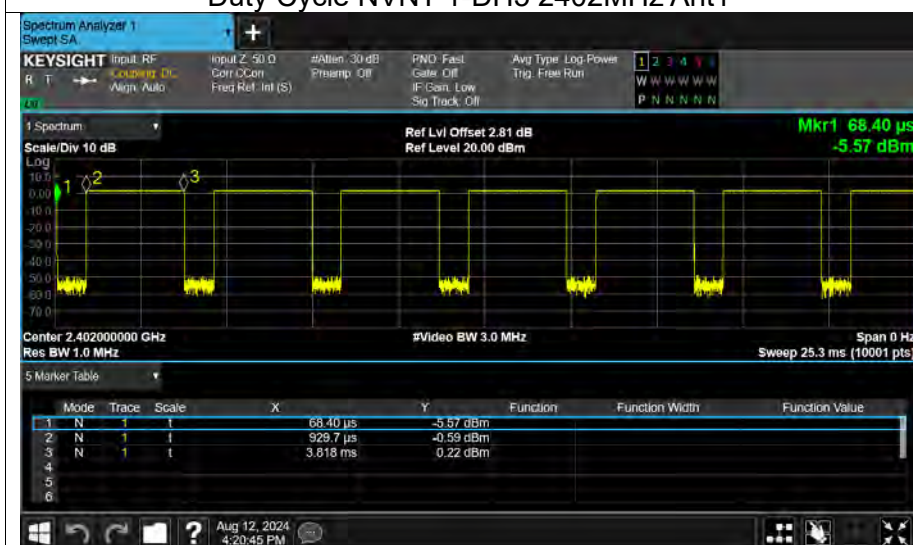 Duty Cycle NVNT 1-DH5 2402MHz Ant1
Spectrum Analyzer 1
Swept SA
+
KEYSIGHT Input: RF Input Z: 50 Ω #Atten: 30 dB PNO: Fast Avg Type: Log-Power 1 2 3 4 5 6
R T Coupling: DC Corr CCorr Preamp: Off Gate: Off Trig: Free Run W W W W W W
Align: Auto Freq Ref: Int (S) IF Gain: Low
Sig Track: Off P N N N N N
1 Spectrum Ref Lvl Offset 2.81 dB Mkr1 68.40 µs
Scale/Div 10 dB Ref Level 20.00 dBm -5.57 dBm
Log
10.0
0.00
-10.0
-20.0
-30.0
-40.0
-50.0
-60.0
-70.0
1 2 3
Center 2.402000000 GHz #Video BW 3.0 MHz Span 0 Hz
Res BW 1.0 MHz Sweep 25.3 ms (10001 pts)
5 Marker Table
Mode Trace Scale X Y Function Function Width Function Value
1 N 1 t 68.40 µs -5.57 dBm
2 N 1 t 929.7 µs -0.59 dBm
3 N 1 t 3.818 ms 0.22 dBm
4
5
6
? Aug 12, 2024
4:20:45 PM